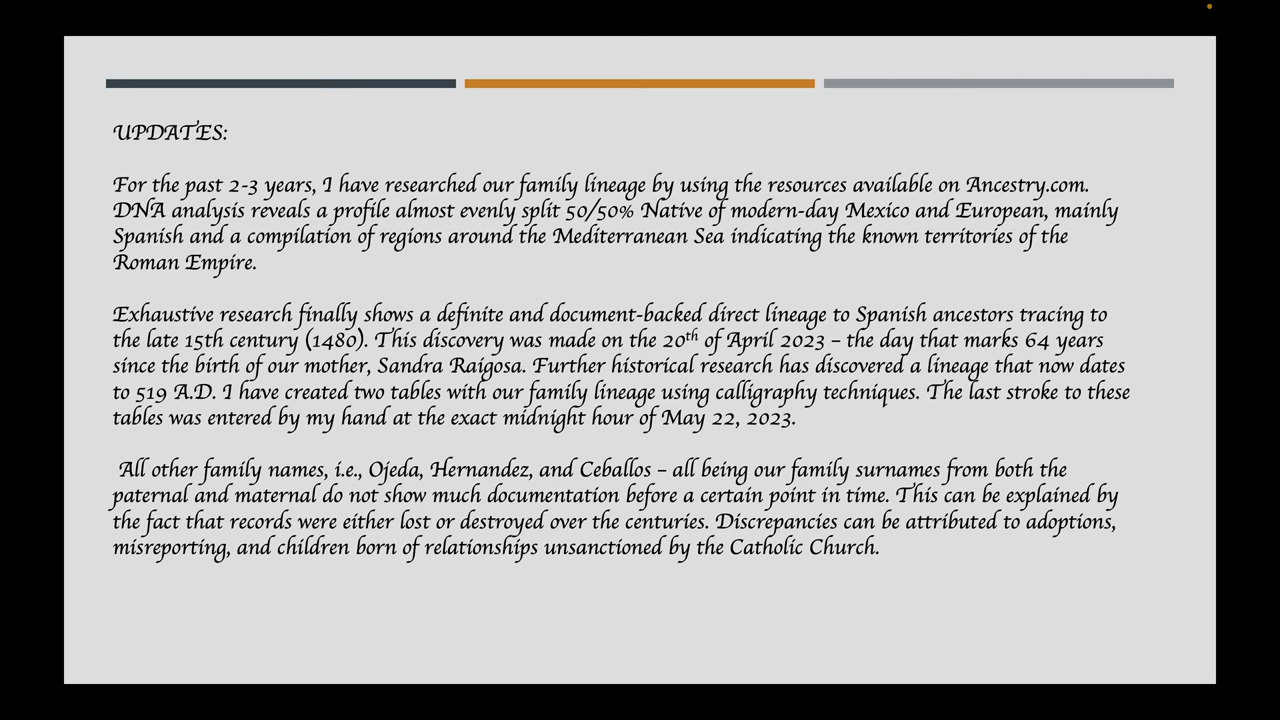 UPDATES:
For the past 2-3 years, I have researched our family lineage by using the resources available on Ancestry.com.
DNA analysis reveals a profile almost evenly split 50/50% Native of modern-day Mexico and European, mainly
Spanish and a compilation of regions around the Mediterranean Sea indicating the known territories of the
Roman Empire.
Exhaustive research finally shows a definite and document-backed direct lineage to Spanish ancestors tracing to
the late 15th century (1480). This discovery was made on the 20th of April 2023 – the day that marks 64 years
since the birth of our mother, Sandra Raigosa. Further historical research has discovered a lineage that now dates
to 519 A.D. I have created two tables with our family lineage using calligraphy techniques. The last stroke to these
tables was entered by my hand at the exact midnight hour of May 22, 2023.
All other family names, i.e., Ojeda, Hernandez, and Ceballos – all being our family surnames from both the
paternal and maternal do not show much documentation before a certain point in time. This can be explained by
the fact that records were either lost or destroyed over the centuries. Discrepancies can be attributed to adoptions,
misreporting, and children born of relationships unsanctioned by the Catholic Church.